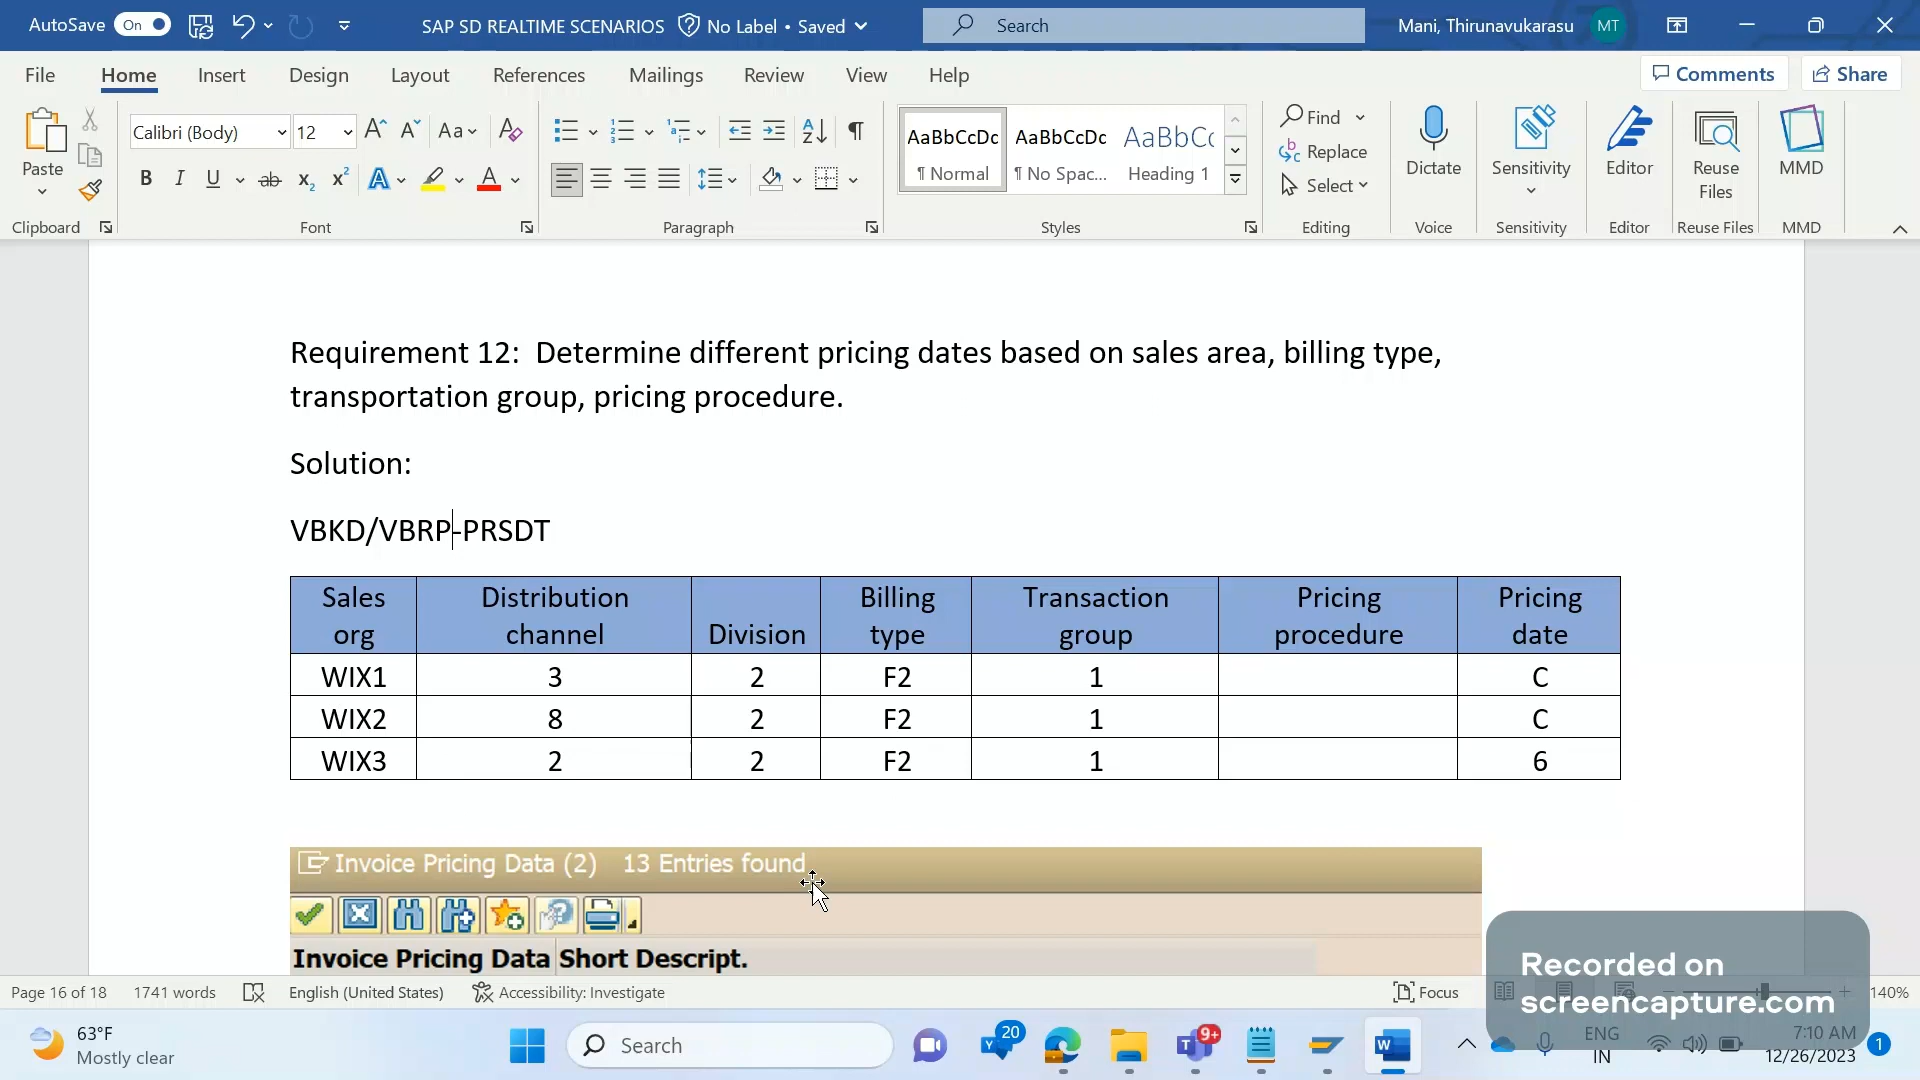 AutoSave On SAP SD REALTIME SCENARIOS No Label • Saved Search Mani, Thirunavukarasu MT
File Home Insert Design Layout References Mailings Review View Help Comments Share
Paste
Calibri (Body) 12 Aa
AaBbCcDc AaBbCcDc AaBbCc
¶ Normal ¶ No Spac... Heading 1
Find
Replace
Select
Dictate Sensitivity Editor Reuse Files MMD
Clipboard Font Paragraph Styles Editing Voice Sensitivity Editor Reuse Files MMD
Requirement 12: Determine different pricing dates based on sales area, billing type,
transportation group, pricing procedure.
Solution:
VBKD/VBRP-PRSDT
Sales org Distribution channel Division Billing type Transaction group Pricing procedure Pricing date
WIX1 3 2 F2 1 C
WIX2 8 2 F2 1 C
WIX3 2 2 F2 1 6
Invoice Pricing Data (2) 13 Entries found
Invoice Pricing Data Short Descript.
Recorded on
screencapture.com
Page 16 of 18 1741 words English (United States) Accessibility: Investigate Focus 140%
63°F
Mostly clear
Search
20
9+
ENG
IN
7:10 AM
12/26/2023
1